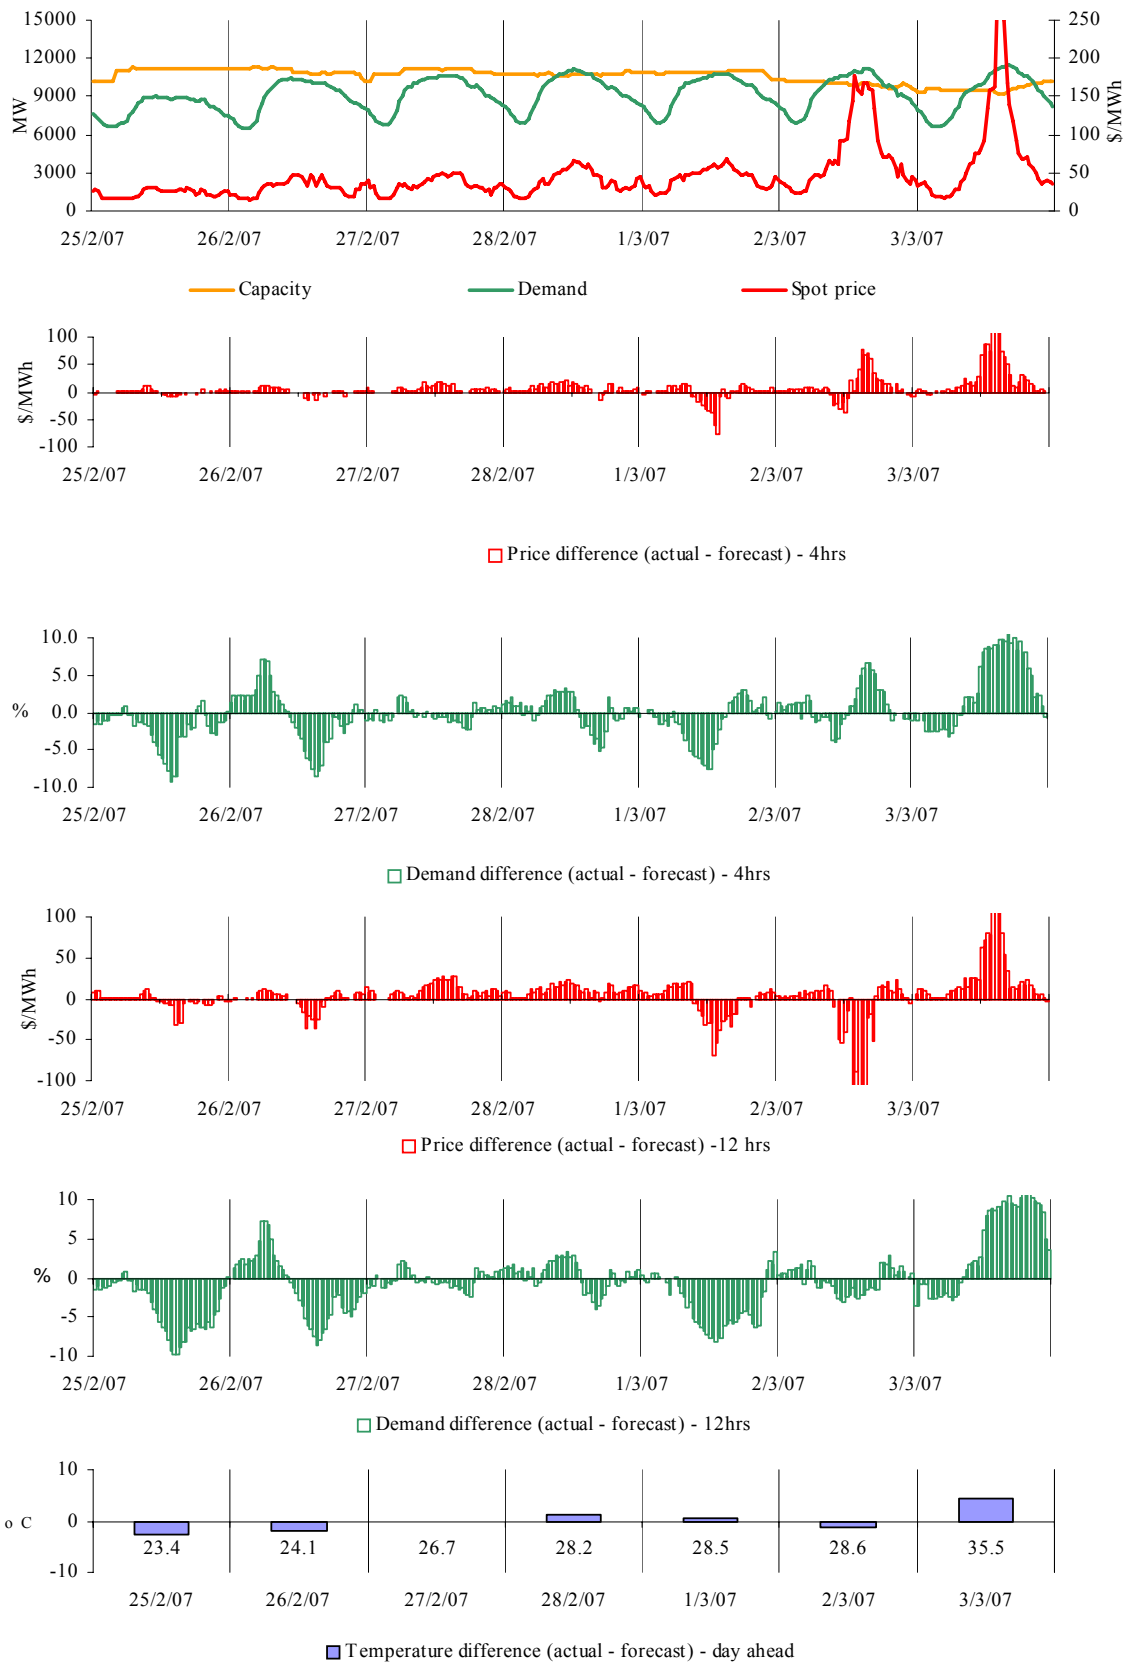 15000
12000
9000
6000
3000
0
MW
250
200
150
100
50
0
$/MWh
25/2/07 26/2/07 27/2/07 28/2/07 1/3/07 2/3/07 3/3/07
Capacity Demand Spot price
100
50
0
-50
-100
$/MWh
25/2/07 26/2/07 27/2/07 28/2/07 1/3/07 2/3/07 3/3/07
Price difference (actual - forecast) - 4hrs
10.0
5.0
0.0
-5.0
-10.0
%
25/2/07 26/2/07 27/2/07 28/2/07 1/3/07 2/3/07 3/3/07
Demand difference (actual - forecast) - 4hrs
100
50
0
-50
-100
$/MWh
25/2/07 26/2/07 27/2/07 28/2/07 1/3/07 2/3/07 3/3/07
Price difference (actual - forecast) -12 hrs
10
5
0
-5
-10
%
25/2/07 26/2/07 27/2/07 28/2/07 1/3/07 2/3/07 3/3/07
Demand difference (actual - forecast) - 12hrs
10
0
-10
o C
23.4 24.1 26.7 28.2 28.5 28.6 35.5
25/2/07 26/2/07 27/2/07 28/2/07 1/3/07 2/3/07 3/3/07
Temperature difference (actual - forecast) - day ahead